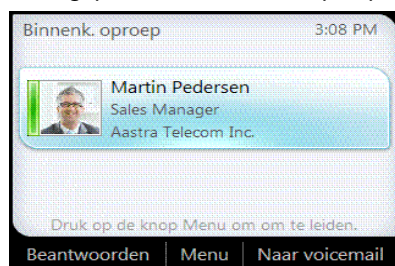 Binnenk. oproep 3:08 PM
Martin Pedersen
Sales Manager
Aastra Telecom Inc.
Druk op de knop Menu om om te leiden.
Beantwoorden Menu Naar voicemail